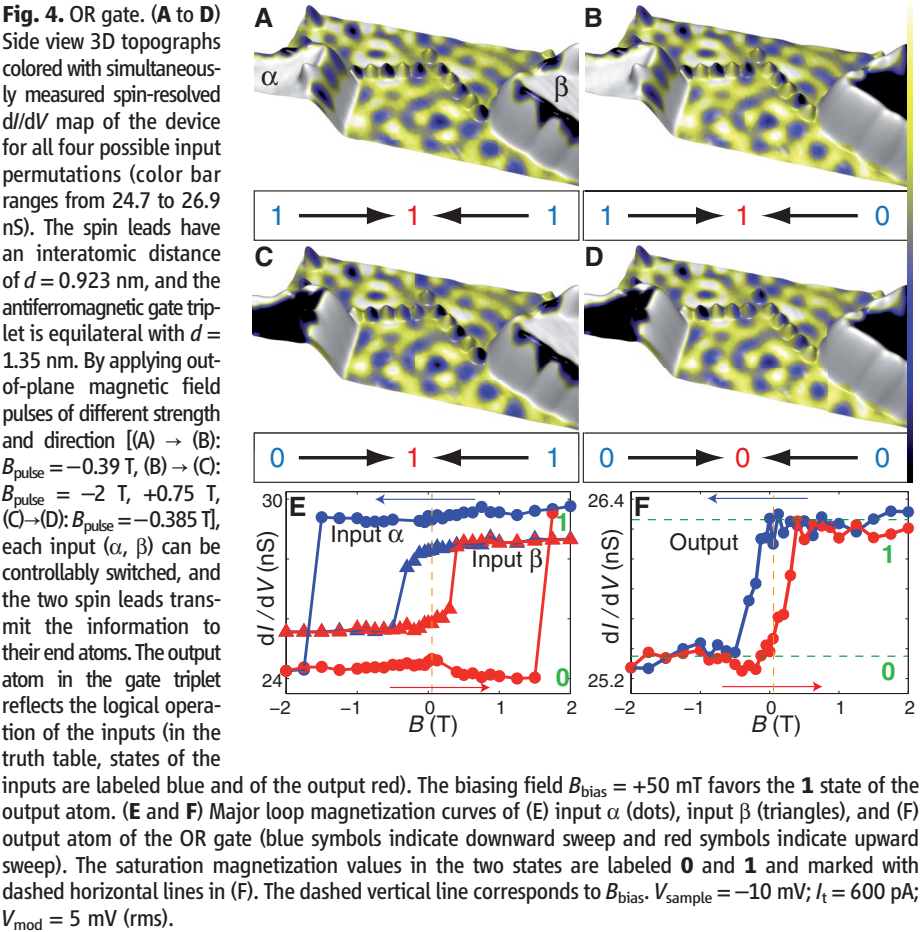 Fig. 4. OR gate. (A to D)
Side view 3D topographs
colored with simultaneous-
ly measured spin-resolved
dI/dV map of the device
for all four possible input
permutations (color bar
ranges from 24.7 to 26.9
nS). The spin leads have
an interatomic distance
of d = 0.923 nm, and the
antiferromagnetic gate trip-
let is equilateral with d =
1.35 nm. By applying out-
of-plane magnetic field
pulses of different strength
and direction [(A) → (B):
Bpulse = −0.39 T, (B) → (C):
Bpulse = −2 T, +0.75 T,
(C)→(D): Bpulse = −0.385 T],
each input (α, β) can be
controllably switched, and
the two spin leads trans-
mit the information to
their end atoms. The output
atom in the gate triplet
reflects the logical opera-
tion of the inputs (in the
truth table, states of the
inputs are labeled blue and of the output red). The biasing field Bbias = +50 mT favors the 1 state of the
output atom. (E and F) Major loop magnetization curves of (E) input α (dots), input β (triangles), and (F)
output atom of the OR gate (blue symbols indicate downward sweep and red symbols indicate upward
sweep). The saturation magnetization values in the two states are labeled 0 and 1 and marked with
dashed horizontal lines in (F). The dashed vertical line corresponds to Bbias. Vsample = −10 mV; It = 600 pA;
Vmod = 5 mV (rms).
A
α
β
1 → 1 ← 1
B
1 → 1 ← 0
C
0 → 1 ← 1
D
0 → 0 ← 0
E
30
24
dI / dV (nS)
Input α
Input β
1
0
−2 −1 0 1 2
B (T)
F
26.4
25.2
dI / dV (nS)
Output
1
0
−2 −1 0 1 2
B (T)